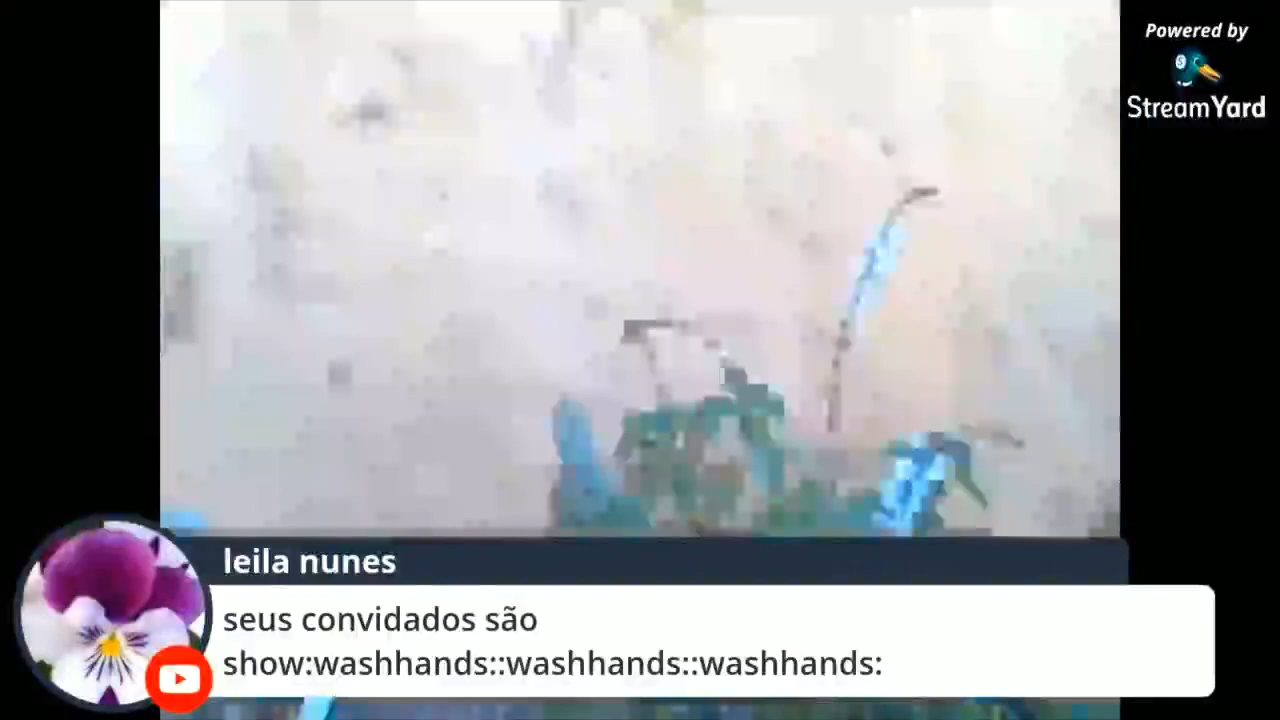 Powered by
StreamYard
leila nunes
seus convidados são
show:washhands::washhands::washhands: